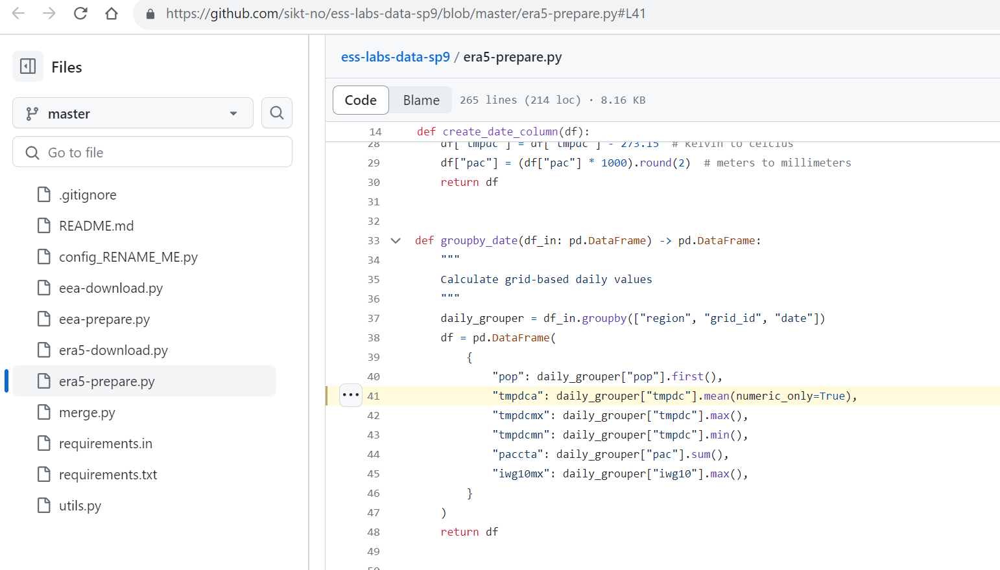 https://github.com/sikt-no/ess-labs-data-sp9/blob/master/era5-prepare.py#L41
Files
master
Go to file
.gitignore
README.md
config_RENAME_ME.py
eea-download.py
eea-prepare.py
era5-download.py
era5-prepare.py
merge.py
requirements.in
requirements.txt
utils.py
ess-labs-data-sp9 / era5-prepare.py
Code Blame 265 lines (214 loc) · 8.16 KB
14 def create_date_column(df):
28 df["tmpdc"] = df["tmpdc"] - 273.15 # kelvin to celcius
29 df["pac"] = (df["pac"] * 1000).round(2) # meters to millimeters
30 return df
31
32
33 def groupby_date(df_in: pd.DataFrame) -> pd.DataFrame:
34 """
35 Calculate grid-based daily values
36 """
37 daily_grouper = df_in.groupby(["region", "grid_id", "date"])
38 df = pd.DataFrame(
39 {
40 "pop": daily_grouper["pop"].first(),
41 "tmpdca": daily_grouper["tmpdc"].mean(numeric_only=True),
42 "tmpdcmx": daily_grouper["tmpdc"].max(),
43 "tmpdcmn": daily_grouper["tmpdc"].min(),
44 "paccta": daily_grouper["pac"].sum(),
45 "iwg10mx": daily_grouper["iwg10"].max(),
46 }
47 )
48 return df
49